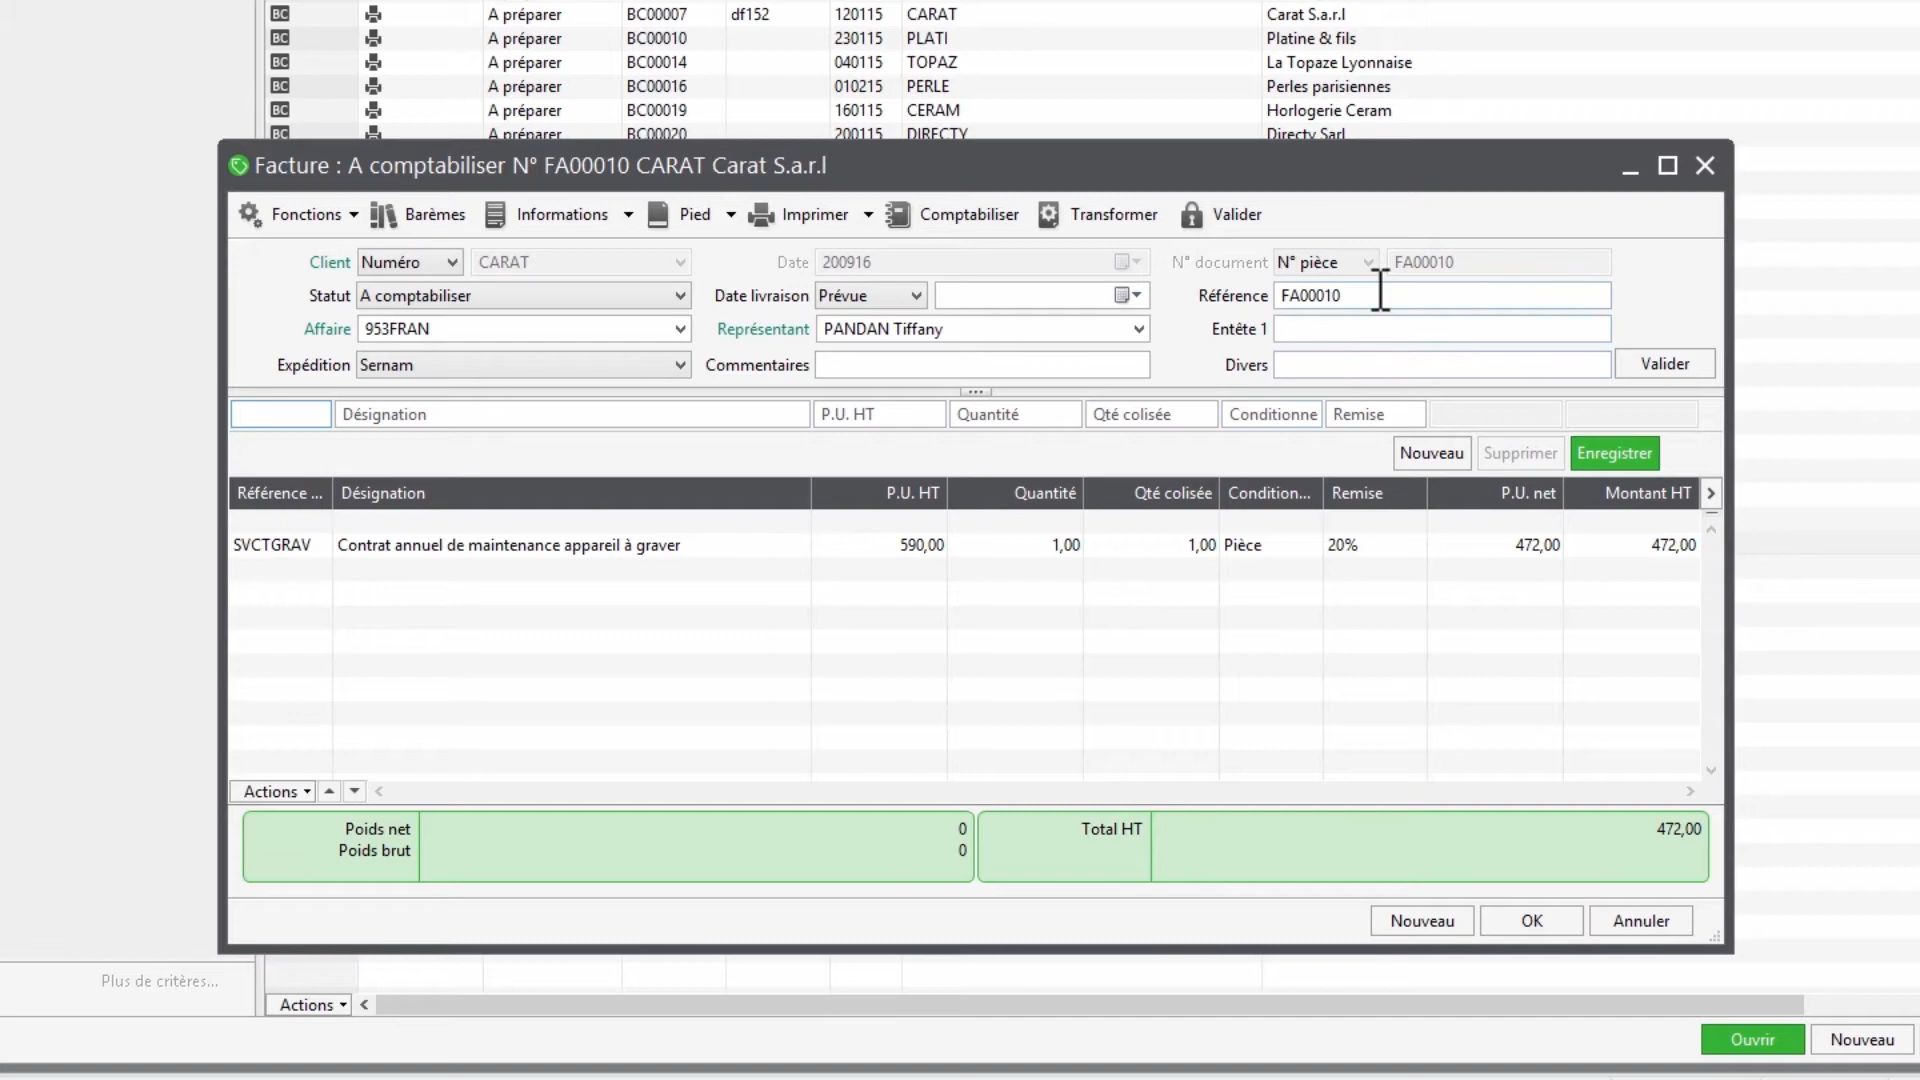 BC A préparer BC00007 df152 120115 CARAT Carat S.a.r.l
BC A préparer BC00010 230115 PLATI Platine & fils
BC A préparer BC00014 040115 TOPAZ La Topaze Lyonnaise
BC A préparer BC00016 010215 PERLE Perles parisiennes
BC A préparer BC00019 160115 CERAM Horlogerie Ceram
BC A préparer BC00020 200115 DIRECTY Directy Sarl
Facture : A comptabiliser N° FA00010 CARAT Carat S.a.r.l
Fonctions Barèmes Informations Pied Imprimer Comptabiliser Transformer Valider
Client Numéro CARAT Date 200916 N° document N° pièce FA00010
Statut A comptabiliser Date livraison Prévue Référence FA00010
Affaire 953FRAN Représentant PANDAN Tiffany Entête 1
Expédition Sernam Commentaires Divers Valider
Désignation P.U. HT Quantité Qté colisée Conditionne Remise
Nouveau Supprimer Enregistrer
Référence ... Désignation P.U. HT Quantité Qté colisée Condition... Remise P.U. net Montant HT
SVCTGRAV Contrat annuel de maintenance appareil à graver 590,00 1,00 1,00 Pièce 20% 472,00 472,00
Actions
Poids net 0 Total HT 472,00
Poids brut 0
Nouveau OK Annuler
Plus de critères...
Actions
Ouvrir Nouveau